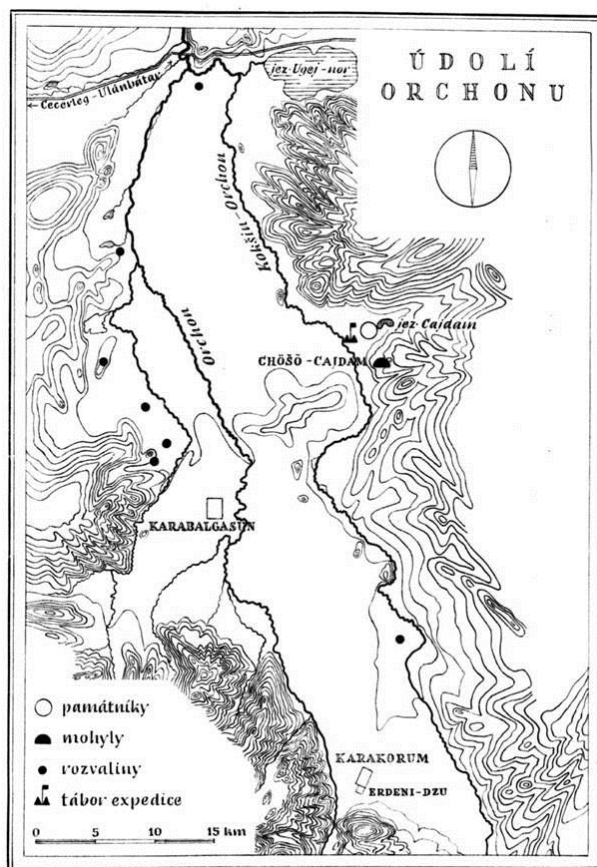 ÚDOLÍ
ORCHONU
jez. Ugej-nor
← Cecerleg - Ulánbátar →
Kokšin-Orchon
Orchon
jez. Cajdam
CHÖŠÖ-CAJDAM
KARABALGASUN
KARAKORUM
ERDENI-DZU
památníky
mohyly
rozvaliny
tábor expedice
0 5 10 15 km